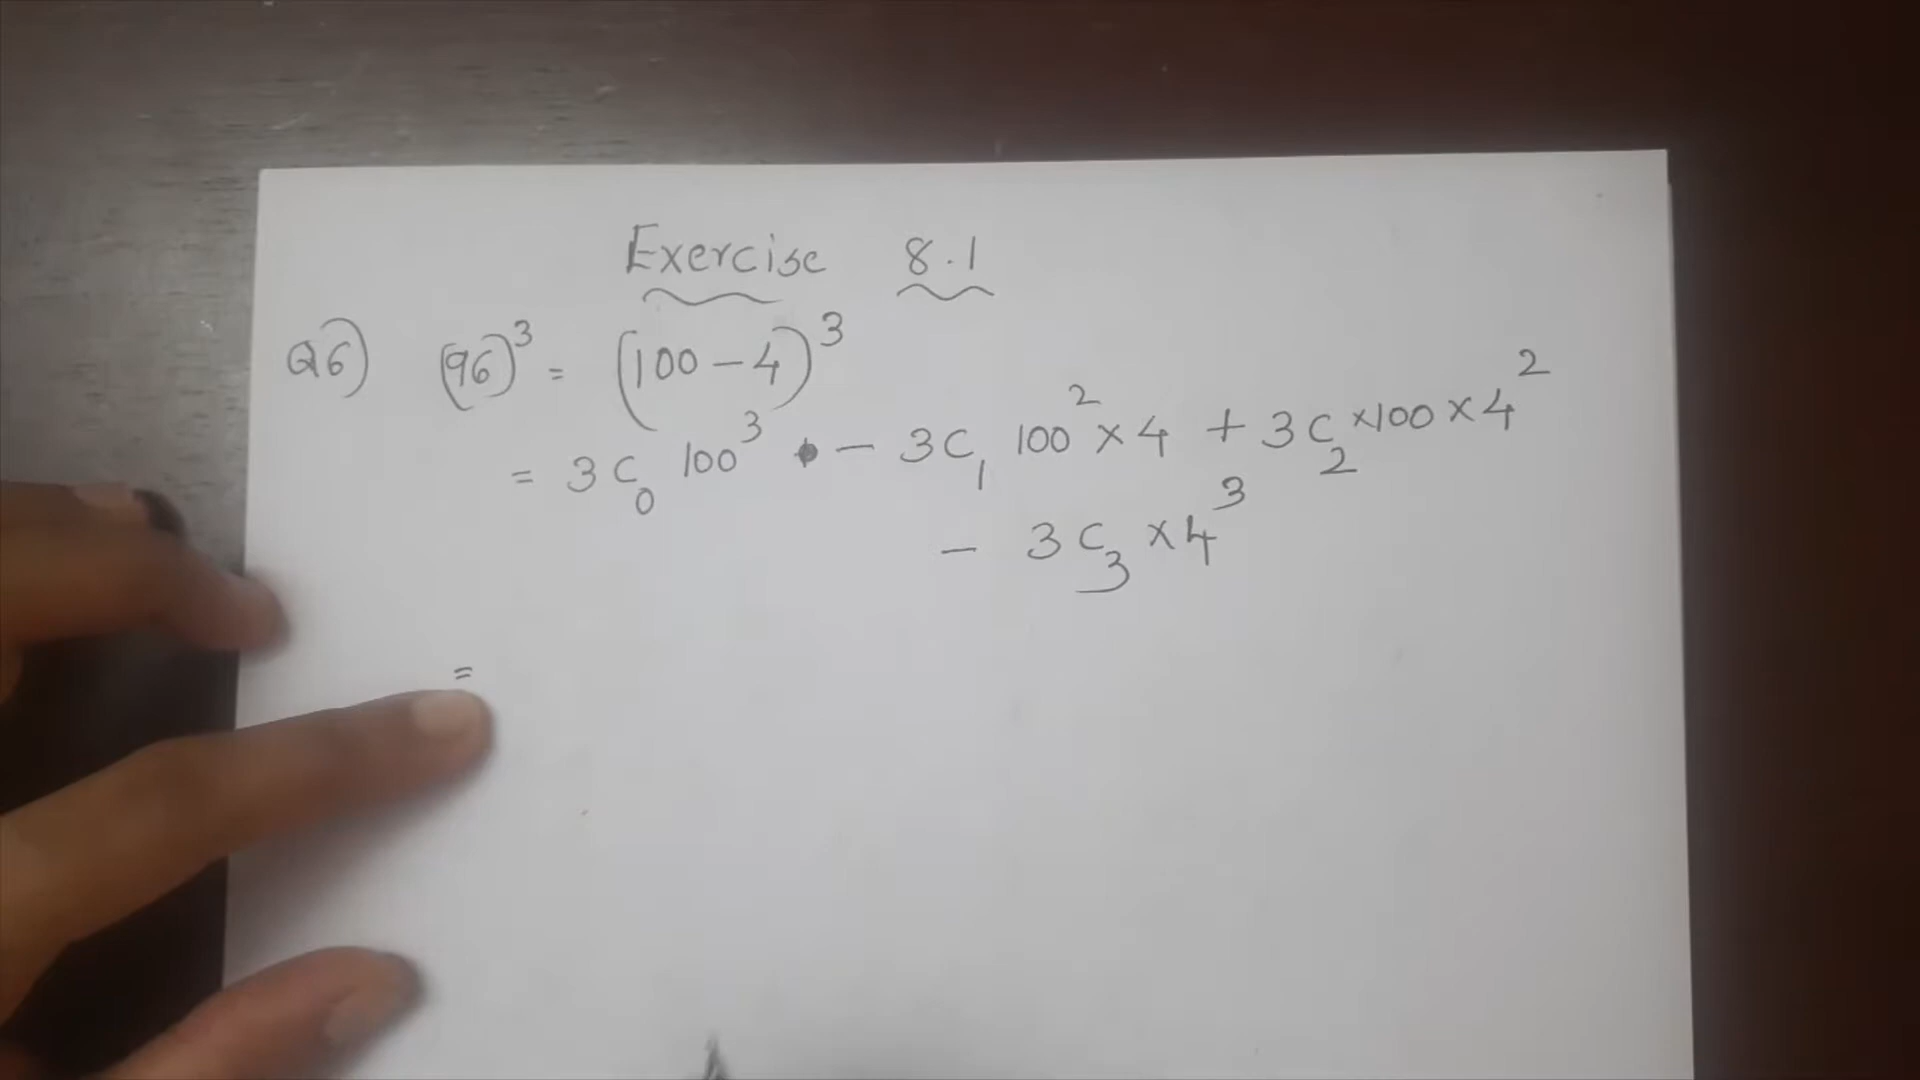 Exercise 8.1
Q6) (96)³ = (100-4)³
= 3C₀ 100³ - 3C₁ 100² × 4 + 3C₂ × 100 × 4²
- 3C₃ × 4³
=